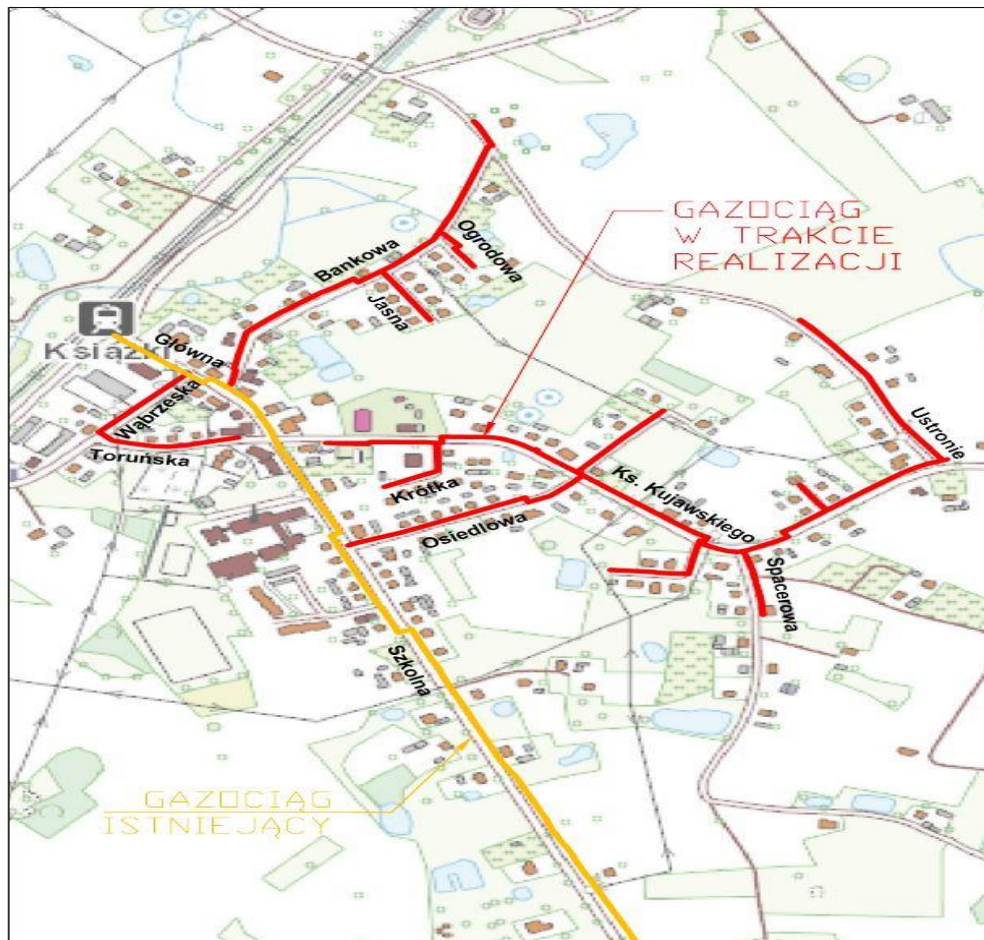 GAZOCIĄG
W TRAKCIE
REALIZACJI
Ogrodowa
Bankowa
Jasna
Główna
Książki
Wąbrzeska
Toruńska
Ustronie
Krótka
Ks. Kujawskiego
Osiedlowa
Spacerowa
Szkolna
GAZOCIĄG
ISTNIEJĄCY